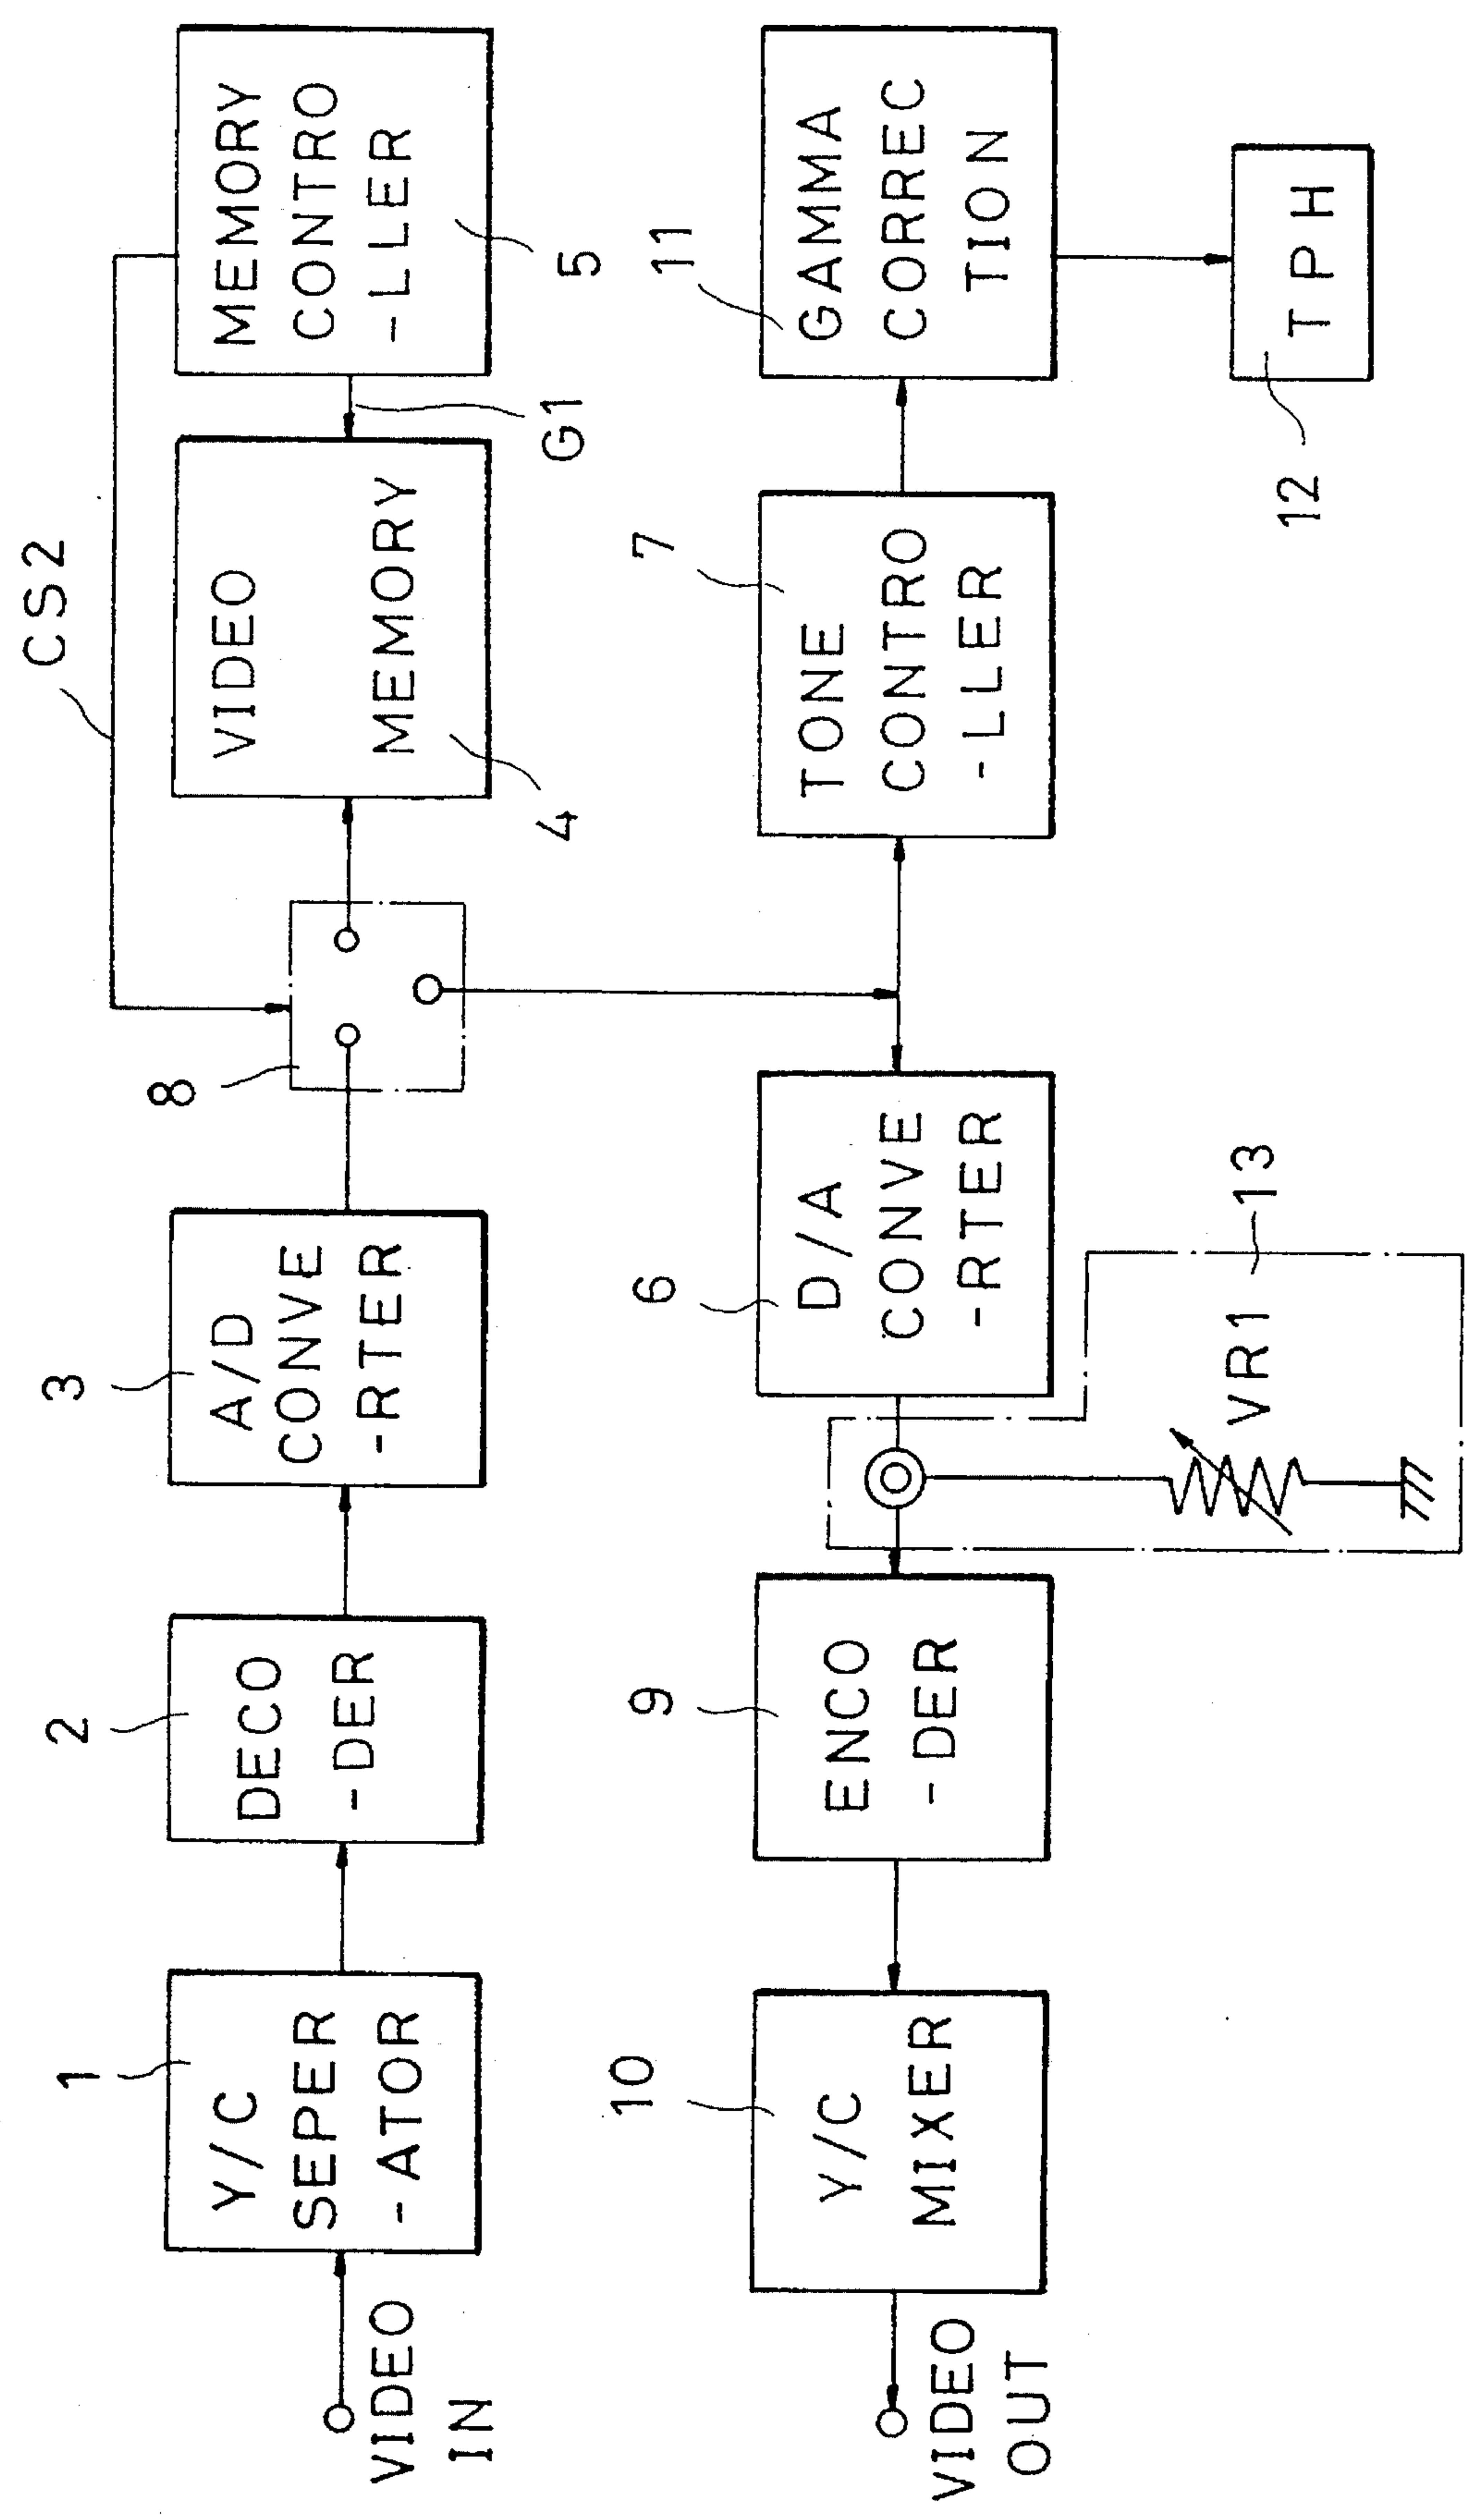 CS2
1
Y/C
SEPER
-ATOR
VIDEO
IN
2
DECO
-DER
3
A/D
CONVE
-RTER
8
VIDEO
MEMORY
4
G1
MEMORY
CONTRO
-LLER
5
10
Y/C
MIXER
VIDEO
OUT
9
ENCO
-DER
6
D/A
CONVE
-RTER
7
TONE
CONTRO
-LLER
11
GAMMA
CORREC
TION
VR1
13
12
TPH